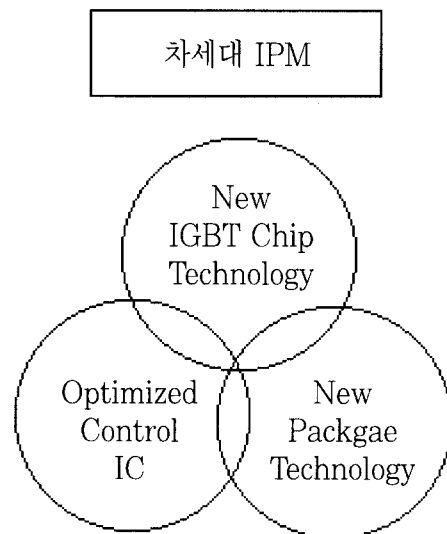 차세대 IPM
New
IGBT Chip
Technology
Optimized
Control
IC
New
Packgae
Technology